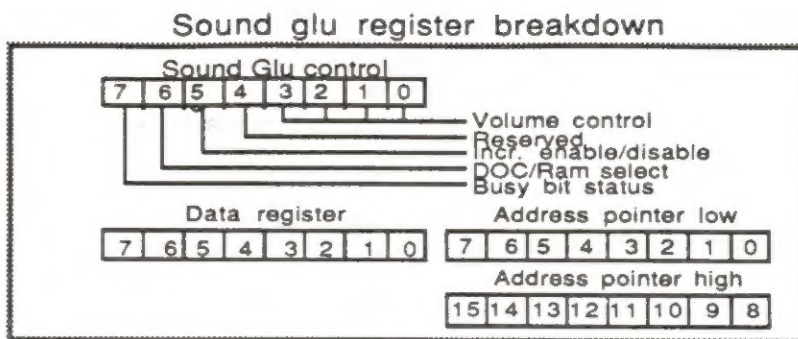 Sound glu register breakdown
Sound Glu control
7 6 5 4 3 2 1 0
Volume control
Reserved
Incr. enable/disable
DOC/Ram select
Busy bit status
Data register
7 6 5 4 3 2 1 0
Address pointer low
7 6 5 4 3 2 1 0
Address pointer high
15 14 13 12 11 10 9 8